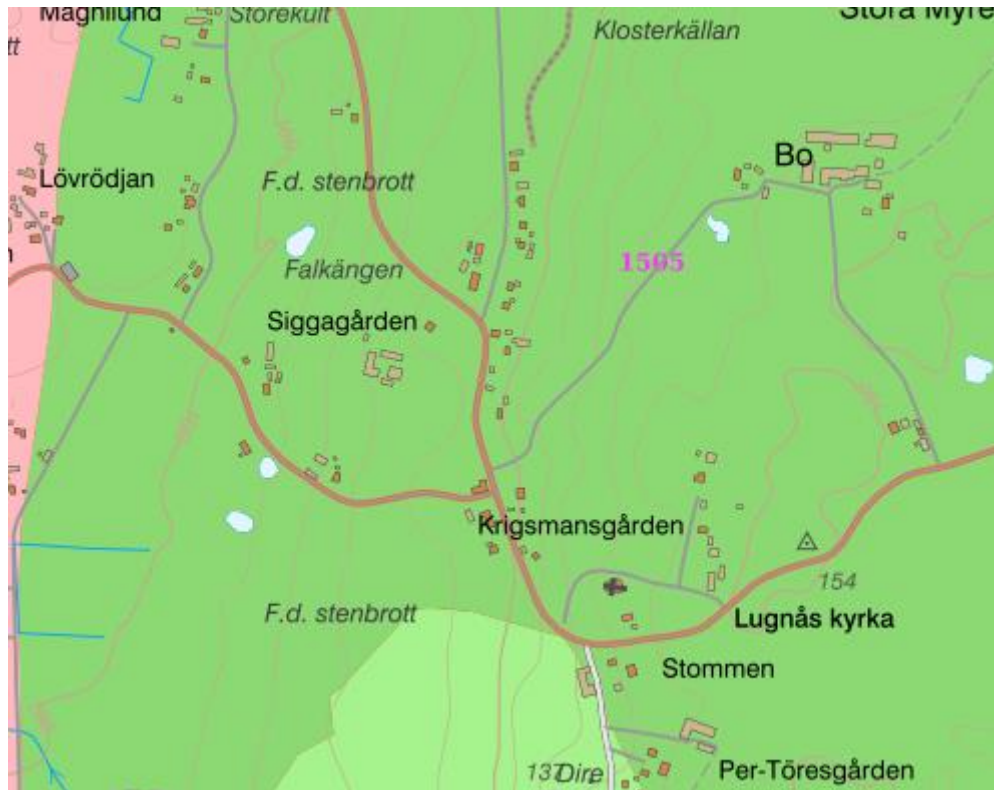 Magnilund
Storekult
Klosterkällan
Stora Myre
tt
Bo
Lövrödjan
F.d. stenbrott
n
Falkängen
1505
Siggagården
Krigsmansgården
154
F.d. stenbrott
Lugnås kyrka
Stommen
137
Dire
Per-Töresgården